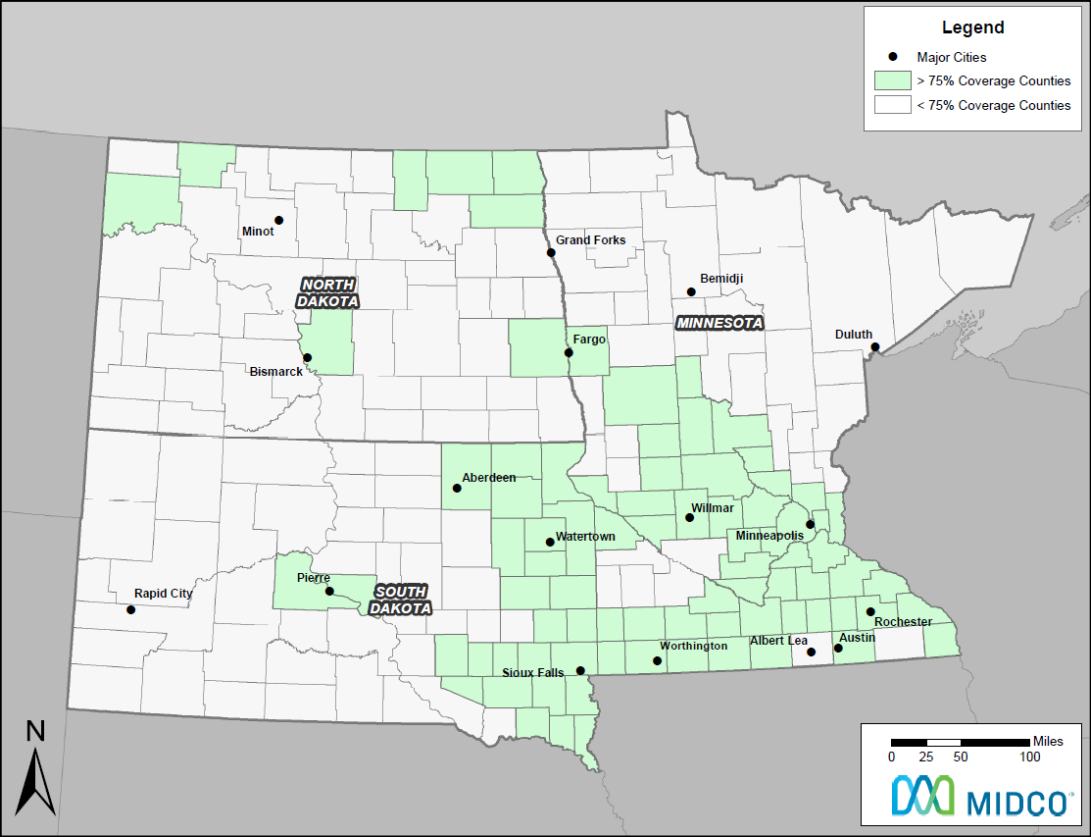 Legend
Major Cities
> 75% Coverage Counties
< 75% Coverage Counties
Minot
Grand Forks
Bemidji
NORTH
DAKOTA
MINNESOTA
Duluth
Fargo
Bismarck
Aberdeen
Willmar
Watertown
Minneapolis
Pierre
SOUTH
DAKOTA
Rapid City
Rochester
Albert Lea
Austin
Worthington
Sioux Falls
N
Miles
0 25 50 100
MIDCO